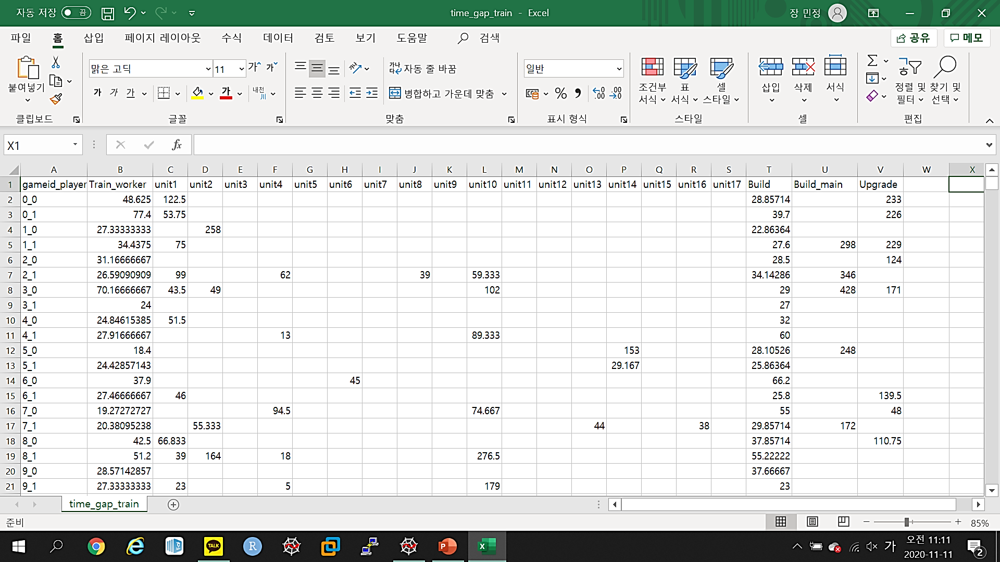 자동 저장 끔 time_gap_train - Excel 장 민정
파일 홈 삽입 페이지 레이아웃 수식 데이터 검토 보기 도움말 검색 공유 메모
맑은 고딕 11 가 가 가나다 자동 줄 바꿈 일반
붙여넣기 가 가 가 가 내천 병합하고 가운데 맞춤 % 조건부 서식 표 서식 셀 스타일 삽입 삭제 서식 정렬 및 필터 찾기 및 선택
클립보드 글꼴 맞춤 표시 형식 스타일 셀 편집
X1 fx
A B C D E F G H I J K L M N O P Q R S T U V W X
1 gameid_player Train_worker unit1 unit2 unit3 unit4 unit5 unit6 unit7 unit8 unit9 unit10 unit11 unit12 unit13 unit14 unit15 unit16 unit17 Build Build_main Upgrade
2 0_0 48.625 122.5 28.85714 233
3 0_1 77.4 53.75 39.7 226
4 1_0 27.33333333 258 22.86364
5 1_1 34.4375 75 27.6 298 229
6 2_0 31.16666667 28.5 124
7 2_1 26.59090909 99 62 39 59.333 34.14286 346
8 3_0 70.16666667 43.5 49 102 29 428 171
9 3_1 24 27
10 4_0 24.84615385 51.5 32
11 4_1 27.91666667 13 89.333 60
12 5_0 18.4 153 28.10526 248
13 5_1 24.42857143 29.167 25.86364
14 6_0 37.9 45 66.2
15 6_1 27.46666667 46 25.8 139.5
16 7_0 19.27272727 94.5 74.667 55 48
17 7_1 20.38095238 55.333 44 38 29.85714 172
18 8_0 42.5 66.833 37.85714 110.75
19 8_1 51.2 39 164 18 276.5 55.22222
20 9_0 28.57142857 37.66667
21 9_1 27.33333333 23 5 179 23
time_gap_train
준비 85%
TALK R P X 가 오전 11:11
2020-11-11 2